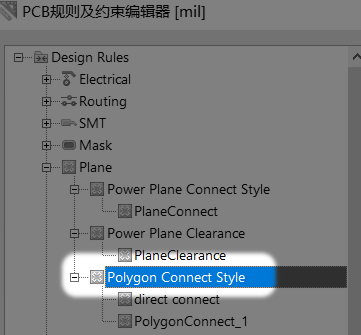 PCB规则及约束编辑器 [mil]
Design Rules
Electrical
Routing
SMT
Mask
Plane
Power Plane Connect Style
PlaneConnect
Power Plane Clearance
PlaneClearance
Polygon Connect Style
direct connect
PolygonConnect_1